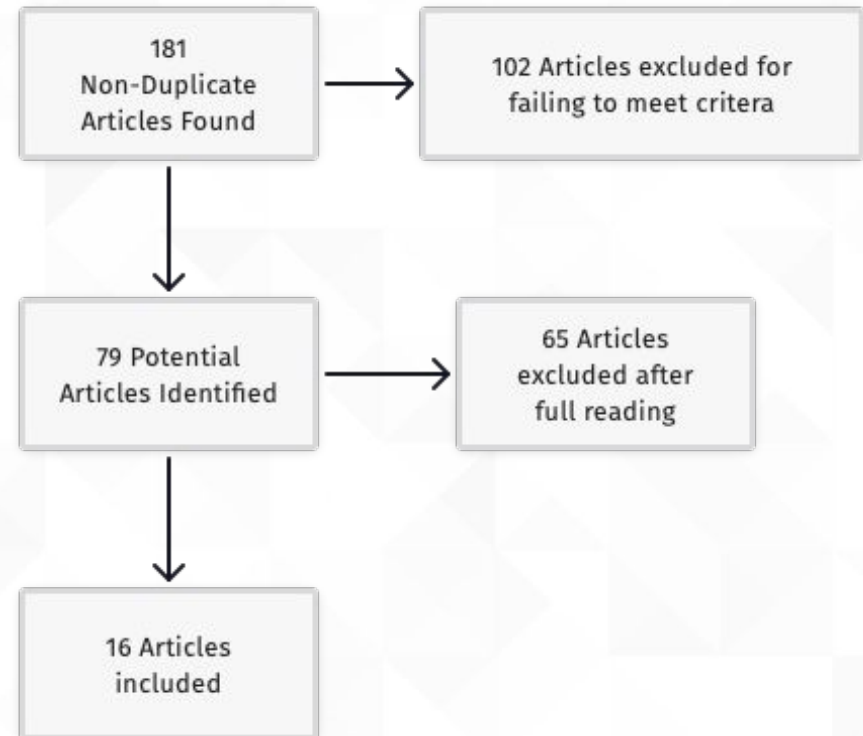 181
Non-Duplicate
Articles Found
102 Articles excluded for
failing to meet critera
79 Potential
Articles Identified
65 Articles
excluded after
full reading
16 Articles
included